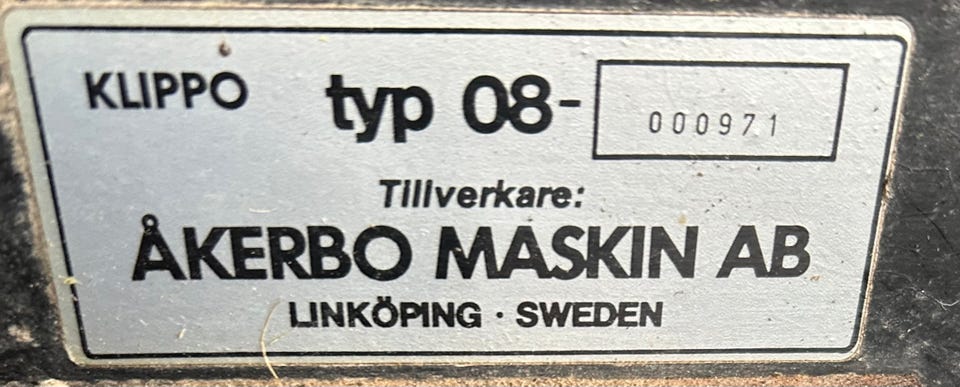 KLIPPO typ 08- 000971
Tillverkare:
ÅKERBO MASKIN AB
LINKÖPING · SWEDEN